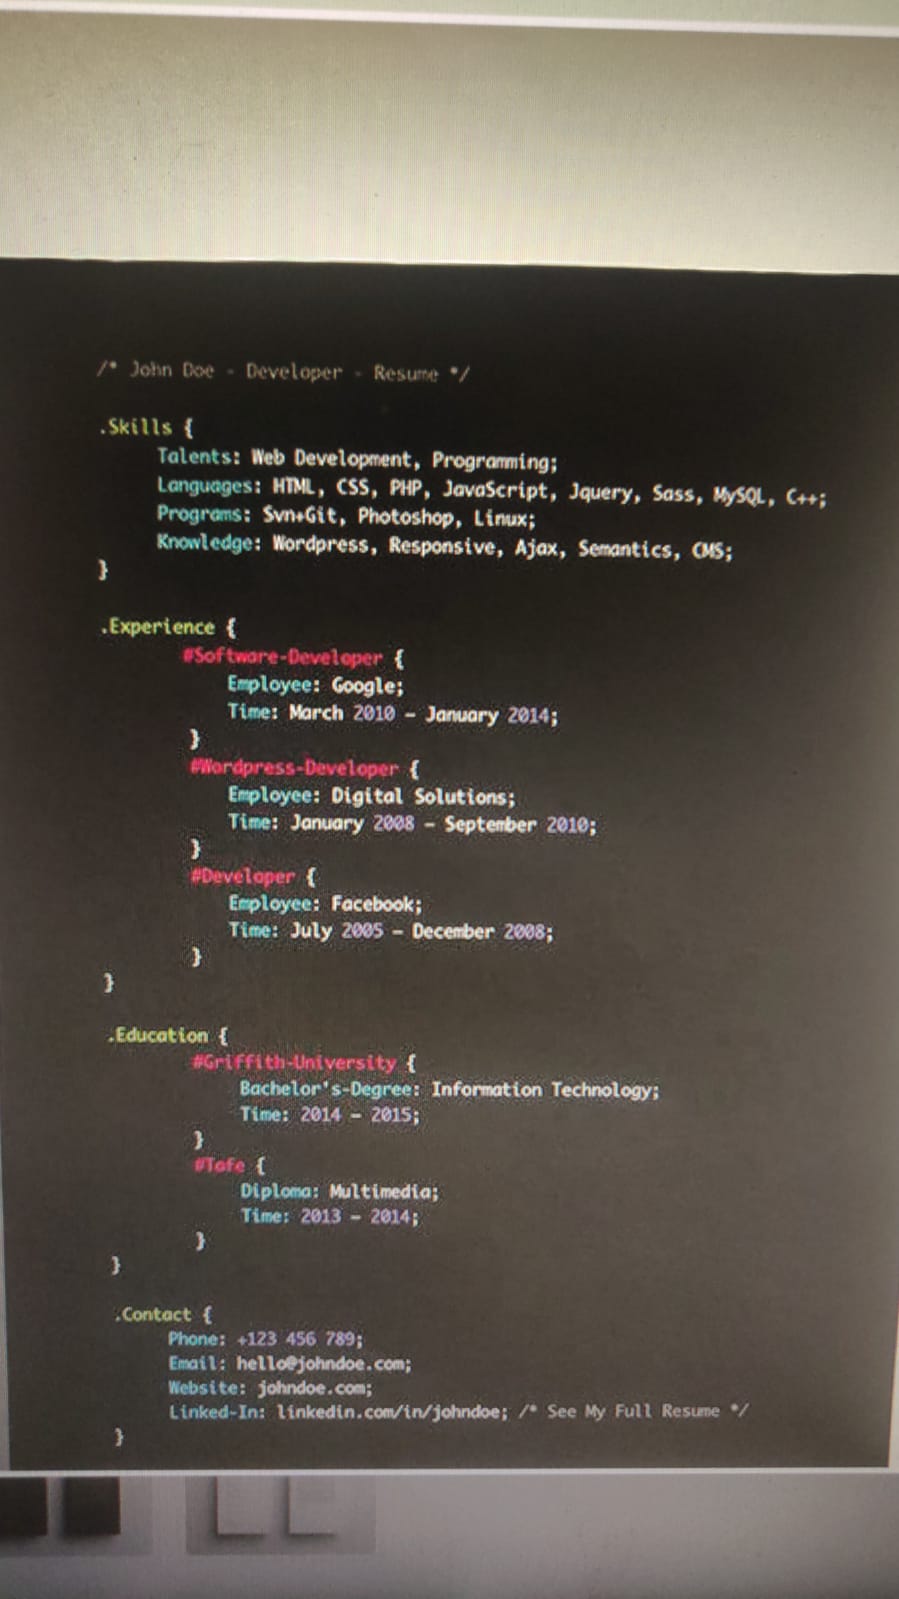 /* John Doe - Developer - Resume */
.Skills {
Talents: Web Development, Programming;
Languages: HTML, CSS, PHP, JavaScript, Jquery, Sass, MySQL, C++;
Programs: Svn+Git, Photoshop, Linux;
Knowledge: Wordpress, Responsive, Ajax, Semantics, CMS;
}
.Experience {
#Software-Developer {
Employee: Google;
Time: March 2010 - January 2014;
}
#Wordpress-Developer {
Employee: Digital Solutions;
Time: January 2008 - September 2010;
}
#Developer {
Employee: Facebook;
Time: July 2005 - December 2008;
}
}
.Education {
#Griffith-University {
Bachelor's-Degree: Information Technology;
Time: 2014 - 2015;
}
#Tafe {
Diploma: Multimedia;
Time: 2013 - 2014;
}
}
.Contact {
Phone: +123 456 789;
Email: hello@johndoe.com;
Website: johndoe.com;
Linked-In: linkedin.com/in/johndoe; /* See My Full Resume */
}